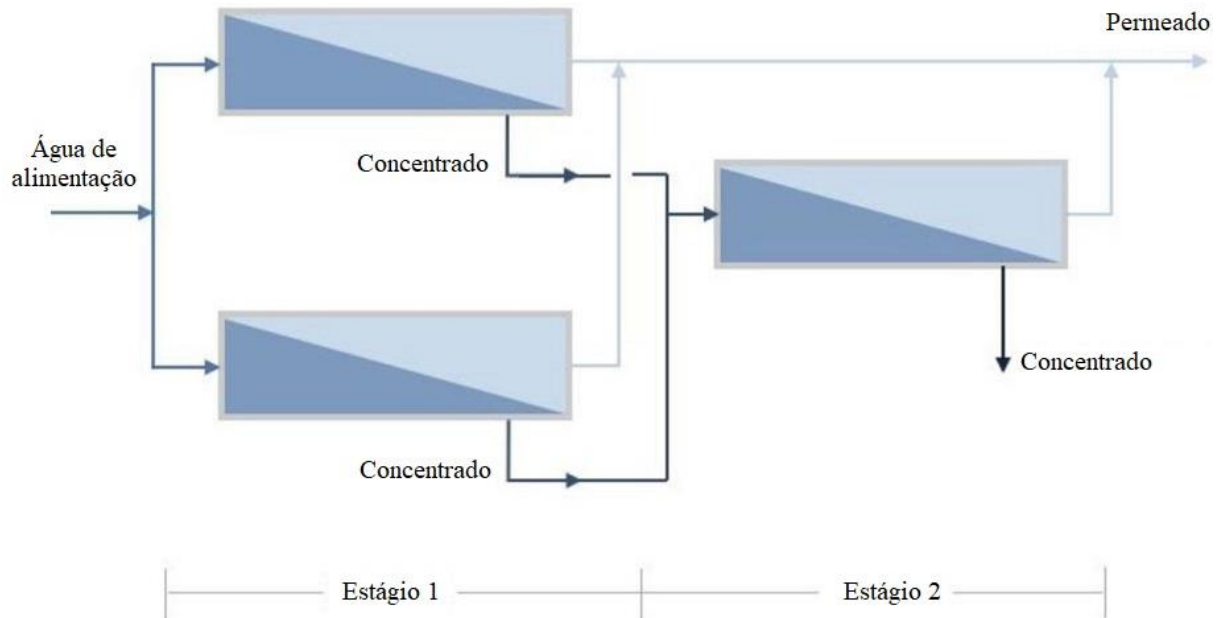 Permeado
Água de
alimentação
Concentrado
Concentrado
Concentrado
Estágio 1
Estágio 2